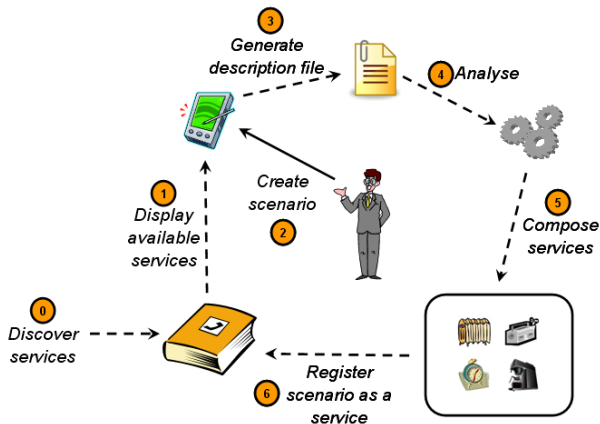 0
Discover
services
1
Display
available
services
2
Create
scenario
3
Generate
description file
4
Analyse
5
Compose
services
6
Register
scenario as a
service